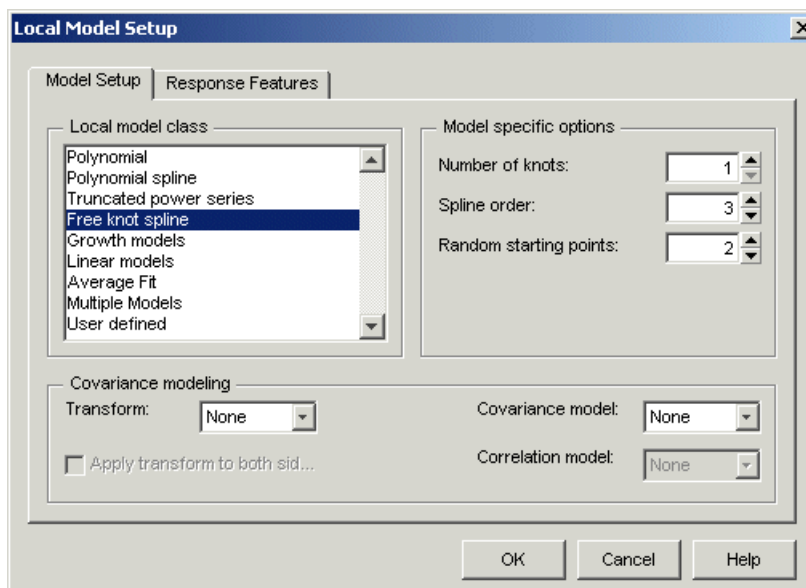 Local Model Setup
Model Setup
Response Features
Local model class
Polynomial
Polynomial spline
Truncated power series
Free knot spline
Growth models
Linear models
Average Fit
Multiple Models
User defined
Model specific options
Number of knots: 1
Spline order: 3
Random starting points: 2
Covariance modeling
Transform: None
Apply transform to both sid...
Covariance model: None
Correlation model: None
OK
Cancel
Help